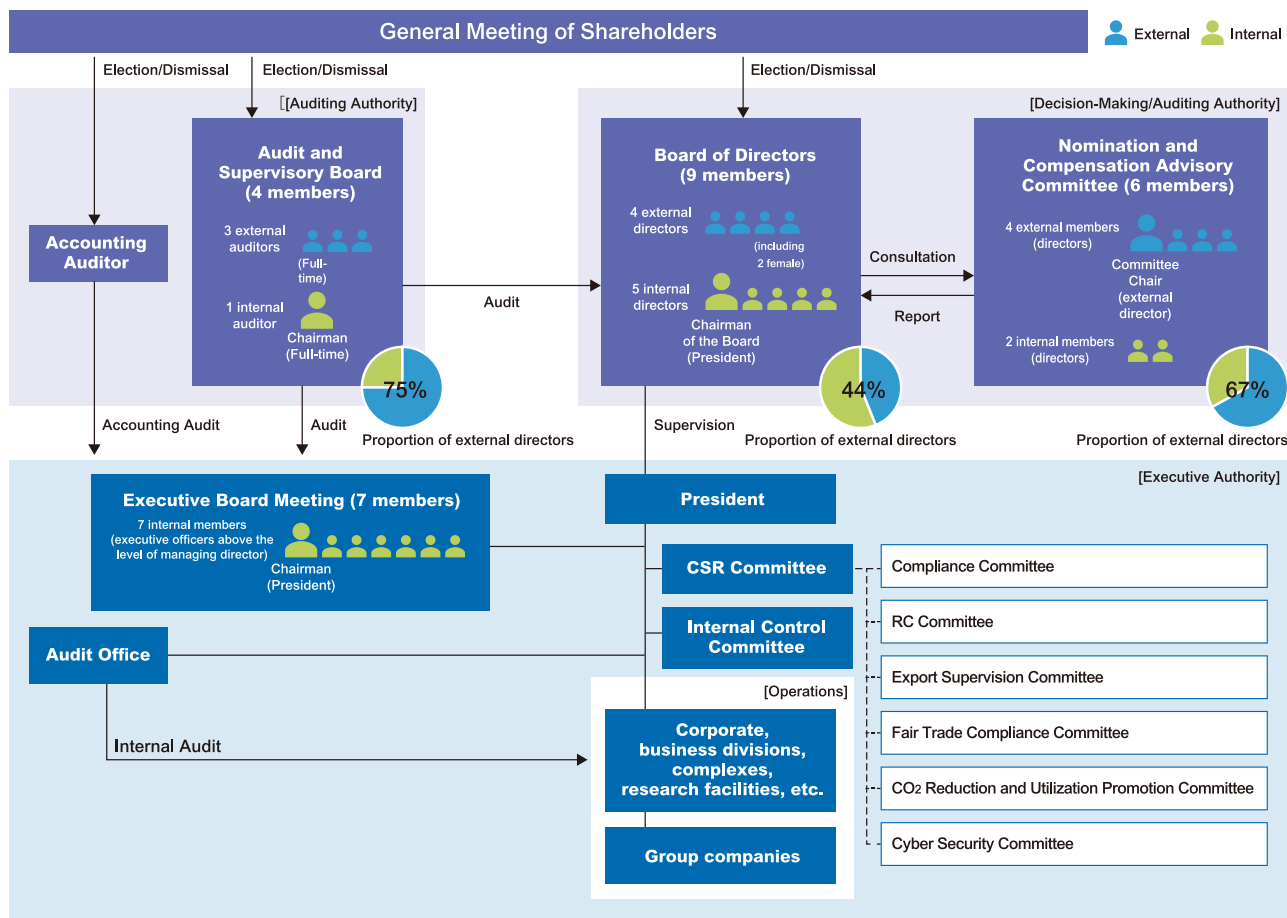 General Meeting of Shareholders
External
Internal
Election/Dismissal
Election/Dismissal
Election/Dismissal
[[Auditing Authority]
[Decision-Making/Auditing Authority]
Accounting
Auditor
Audit and
Supervisory Board
(4 members)
3 external
auditors
(Full-
time)
1 internal
auditor
Chairman
(Full-time)
75%
Proportion of external directors
Audit
Board of Directors
(9 members)
4 external
directors
(including
2 female)
5 internal
directors
Chairman
of the Board
(President)
44%
Proportion of external directors
Consultation
Report
Nomination and
Compensation Advisory
Committee (6 members)
4 external members
(directors)
Committee
Chair
(external
director)
2 internal members
(directors)
67%
Proportion of external directors
Accounting Audit
Audit
Supervision
[Executive Authority]
Executive Board Meeting (7 members)
7 internal members
(executive officers above the
level of managing director)
Chairman
(President)
President
CSR Committee
Internal Control
Committee
Audit Office
Internal Audit
[Operations]
Corporate,
business divisions,
complexes,
research facilities, etc.
Group companies
Compliance Committee
RC Committee
Export Supervision Committee
Fair Trade Compliance Committee
CO2 Reduction and Utilization Promotion Committee
Cyber Security Committee